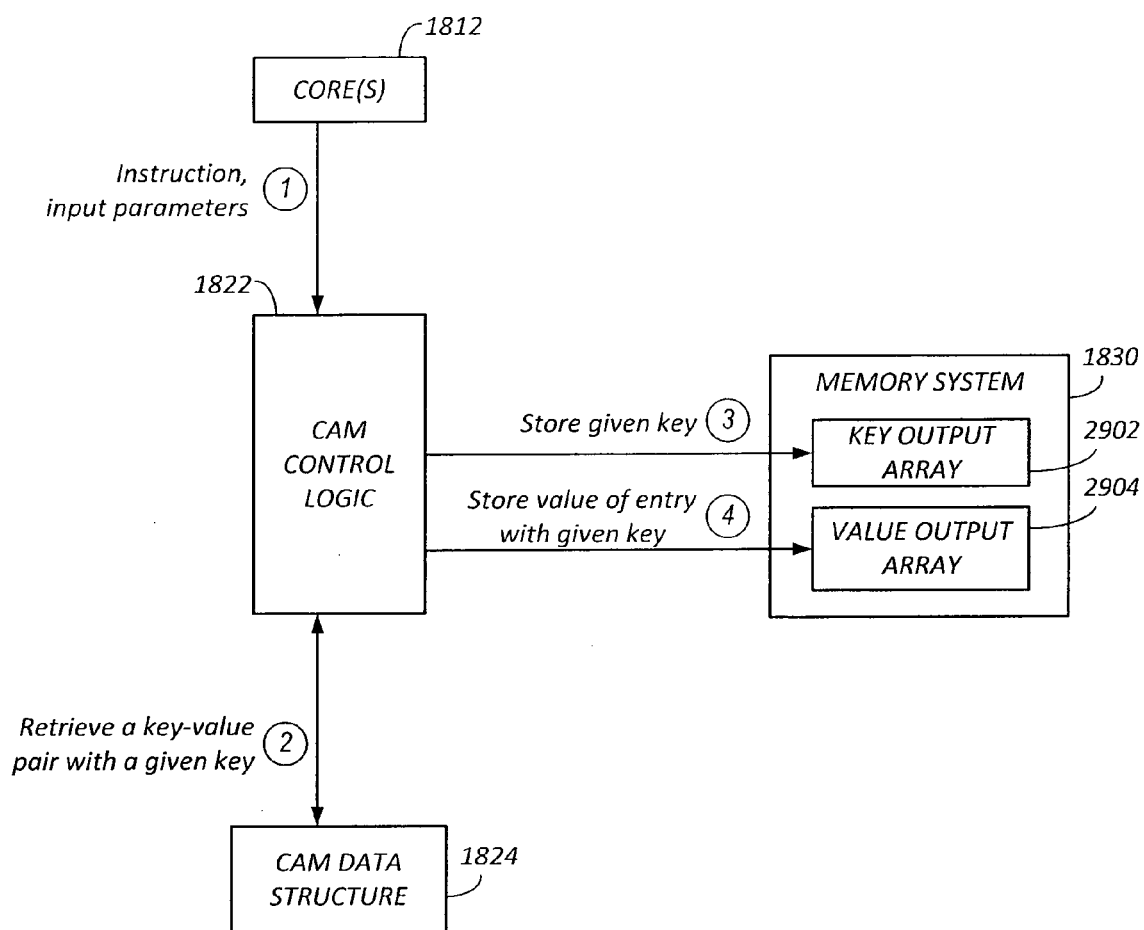 1812
CORE(S)
Instruction,
input parameters
1
1822
CAM
CONTROL
LOGIC
1830
MEMORY SYSTEM
Store given key
3
KEY OUTPUT
ARRAY
2902
Store value of entry
with given key
4
VALUE OUTPUT
ARRAY
2904
Retrieve a key-value
pair with a given key
2
CAM DATA
STRUCTURE
1824